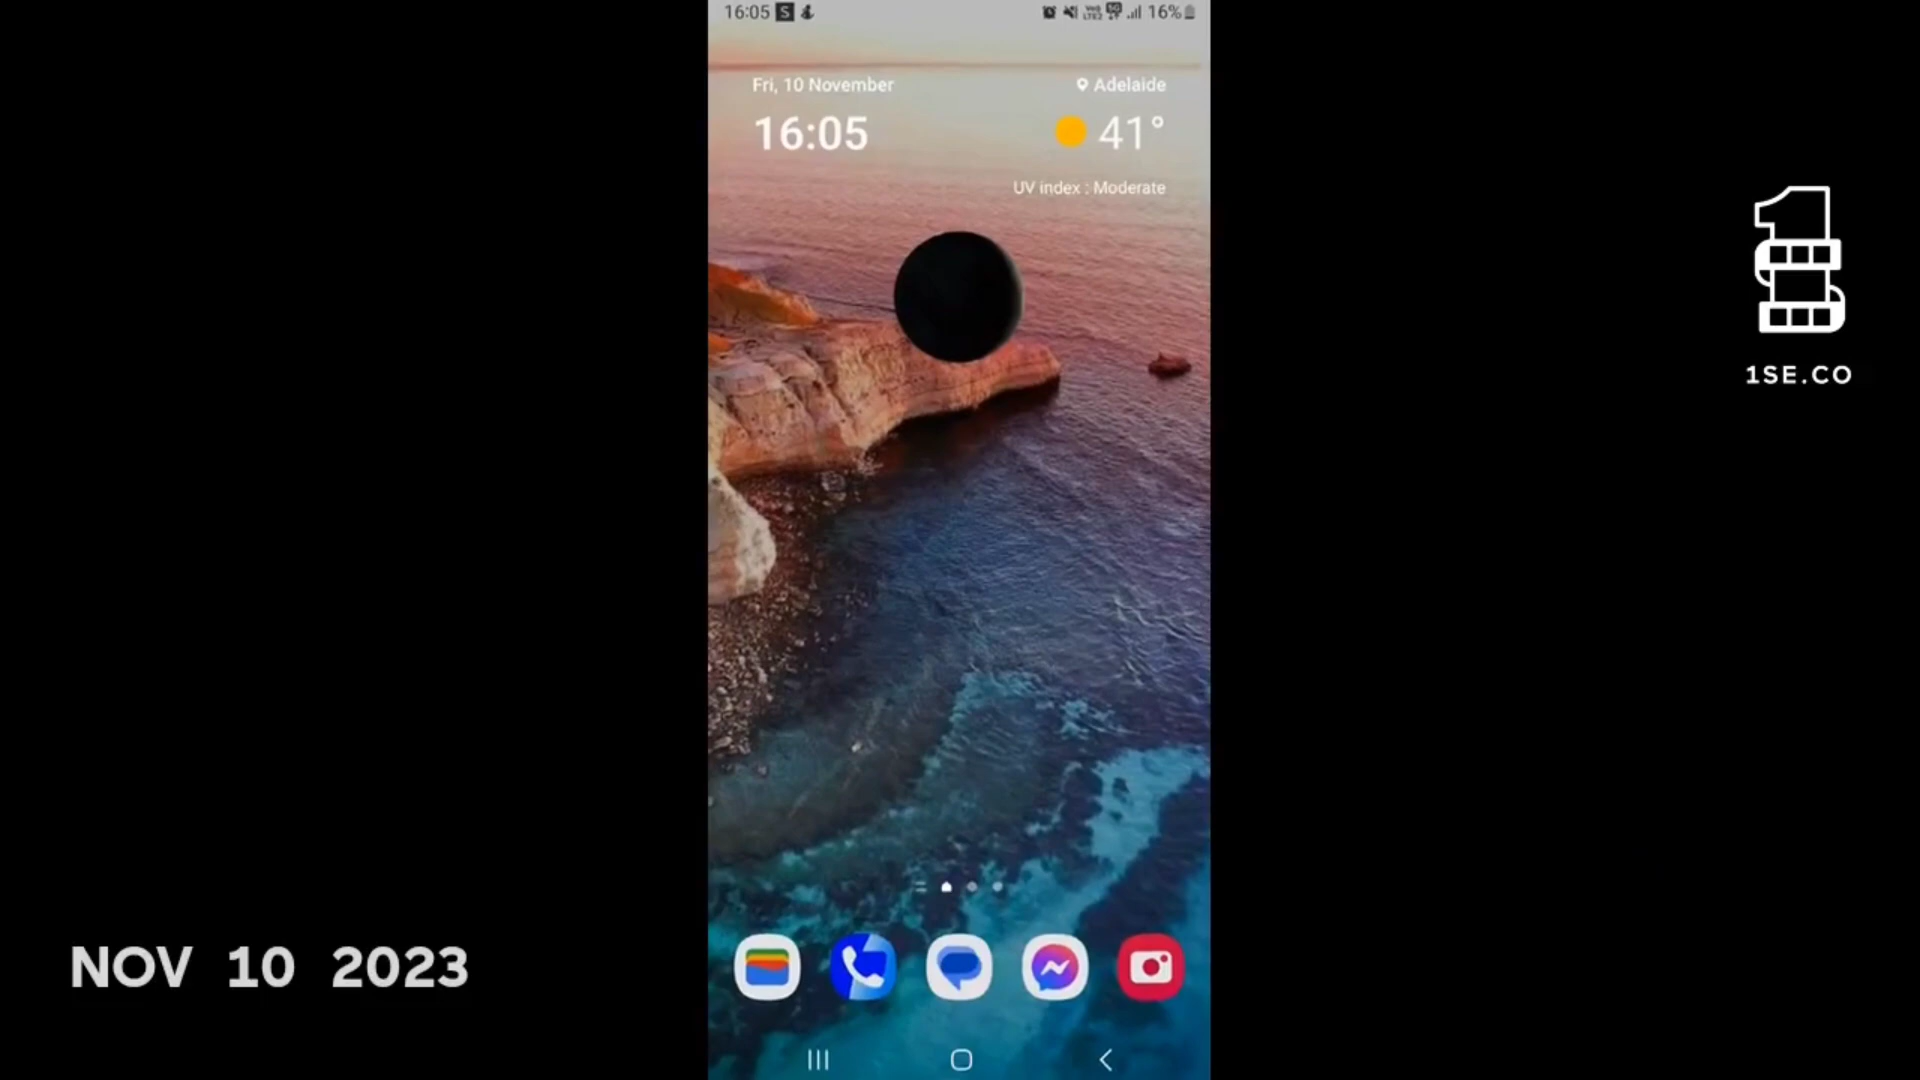 16:05
16%
Fri, 10 November
Adelaide
16:05
41°
UV index : Moderate
1SE.CO
NOV 10 2023